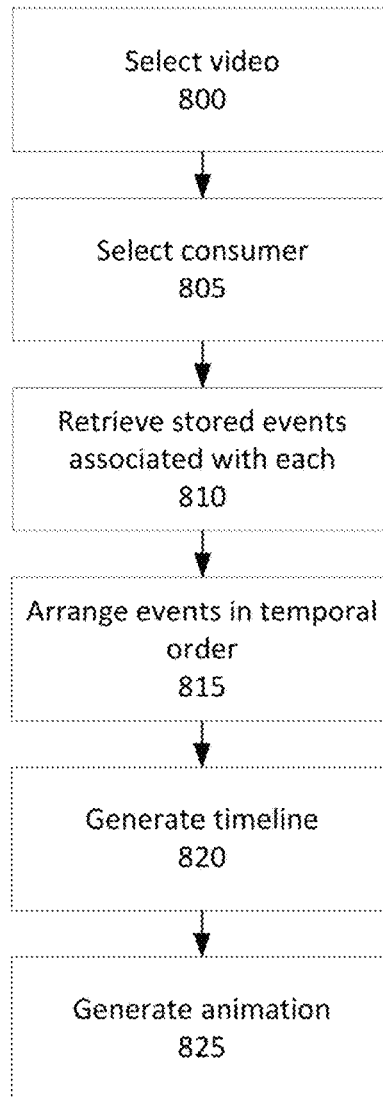 Select video
800
Select consumer
805
Retrieve stored events
associated with each
810
Arrange events in temporal
order
815
Generate timeline
820
Generate animation
825